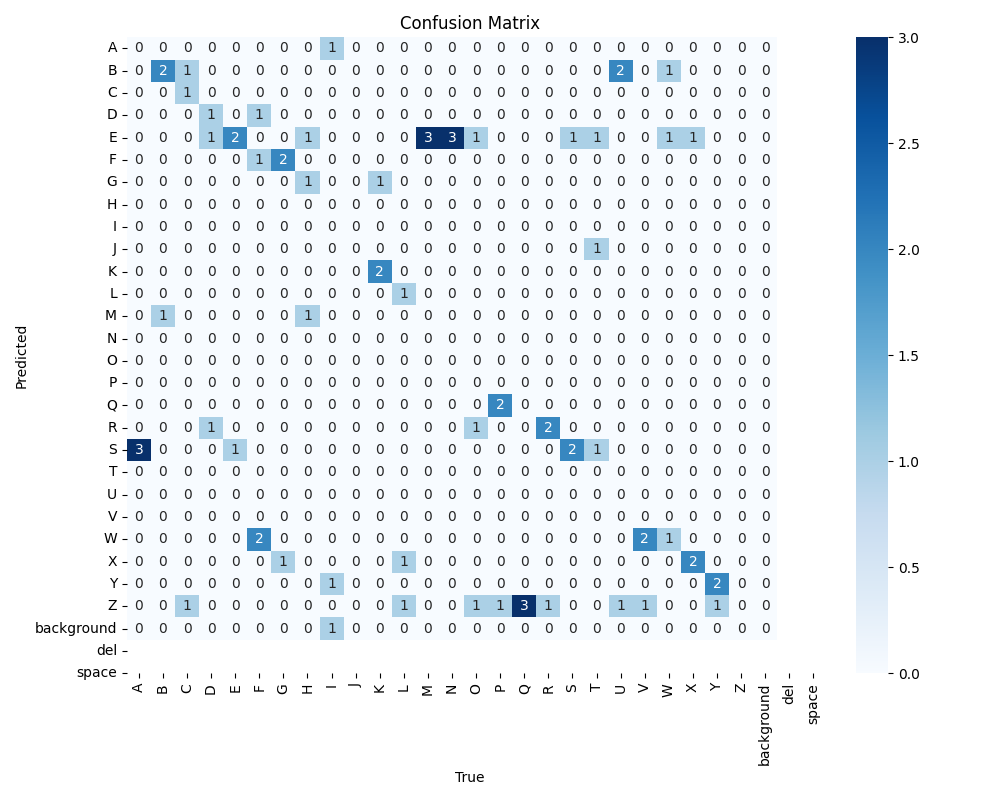 Confusion Matrix
A 0 0 0 0 0 0 0 0 1 0 0 0 0 0 0 0 0 0 0 0 0 0 0 0 0 0 0
B 0 2 1 0 0 0 0 0 0 0 0 0 0 0 0 0 0 0 0 0 2 0 1 0 0 0 0
C 0 0 1 0 0 0 0 0 0 0 0 0 0 0 0 0 0 0 0 0 0 0 0 0 0 0 0
D 0 0 0 1 0 1 0 0 0 0 0 0 0 0 0 0 0 0 0 0 0 0 0 0 0 0 0
E 0 0 0 1 2 0 0 1 0 0 0 0 3 3 1 0 0 0 1 1 0 0 1 1 0 0 0
F 0 0 0 0 0 1 2 0 0 0 0 0 0 0 0 0 0 0 0 0 0 0 0 0 0 0 0
G 0 0 0 0 0 0 0 1 0 0 1 0 0 0 0 0 0 0 0 0 0 0 0 0 0 0 0
H 0 0 0 0 0 0 0 0 0 0 0 0 0 0 0 0 0 0 0 0 0 0 0 0 0 0 0
I 0 0 0 0 0 0 0 0 0 0 0 0 0 0 0 0 0 0 0 0 0 0 0 0 0 0 0
J 0 0 0 0 0 0 0 0 0 0 0 0 0 0 0 0 0 0 0 1 0 0 0 0 0 0 0
K 0 0 0 0 0 0 0 0 0 0 2 0 0 0 0 0 0 0 0 0 0 0 0 0 0 0 0
L 0 0 0 0 0 0 0 0 0 0 0 1 0 0 0 0 0 0 0 0 0 0 0 0 0 0 0
M 0 1 0 0 0 0 0 1 0 0 0 0 0 0 0 0 0 0 0 0 0 0 0 0 0 0 0
N 0 0 0 0 0 0 0 0 0 0 0 0 0 0 0 0 0 0 0 0 0 0 0 0 0 0 0
O 0 0 0 0 0 0 0 0 0 0 0 0 0 0 0 0 0 0 0 0 0 0 0 0 0 0 0
P 0 0 0 0 0 0 0 0 0 0 0 0 0 0 0 0 0 0 0 0 0 0 0 0 0 0 0
Q 0 0 0 0 0 0 0 0 0 0 0 0 0 0 0 2 0 0 0 0 0 0 0 0 0 0 0
R 0 0 0 1 0 0 0 0 0 0 0 0 0 0 1 0 0 2 0 0 0 0 0 0 0 0 0
S 3 0 0 0 1 0 0 0 0 0 0 0 0 0 0 0 0 0 2 1 0 0 0 0 0 0 0
T 0 0 0 0 0 0 0 0 0 0 0 0 0 0 0 0 0 0 0 0 0 0 0 0 0 0 0
U 0 0 0 0 0 0 0 0 0 0 0 0 0 0 0 0 0 0 0 0 0 0 0 0 0 0 0
V 0 0 0 0 0 0 0 0 0 0 0 0 0 0 0 0 0 0 0 0 0 0 0 0 0 0 0
W 0 0 0 0 0 2 0 0 0 0 0 0 0 0 0 0 0 0 0 0 0 2 1 0 0 0 0
X 0 0 0 0 0 0 1 0 0 0 0 1 0 0 0 0 0 0 0 0 0 0 0 2 0 0 0
Y 0 0 0 0 0 0 0 0 1 0 0 0 0 0 0 0 0 0 0 0 0 0 0 0 2 0 0
Z 0 0 1 0 0 0 0 0 0 0 0 1 0 0 1 1 3 1 0 0 1 1 0 0 1 0 0
background 0 0 0 0 0 0 0 0 1 0 0 0 0 0 0 0 0 0 0 0 0 0 0 0 0 0 0
del
space
Predicted
A B C D E F G H I J K L M N O P Q R S T U V W X Y Z background del space
True
3.0
2.5
2.0
1.5
1.0
0.5
0.0